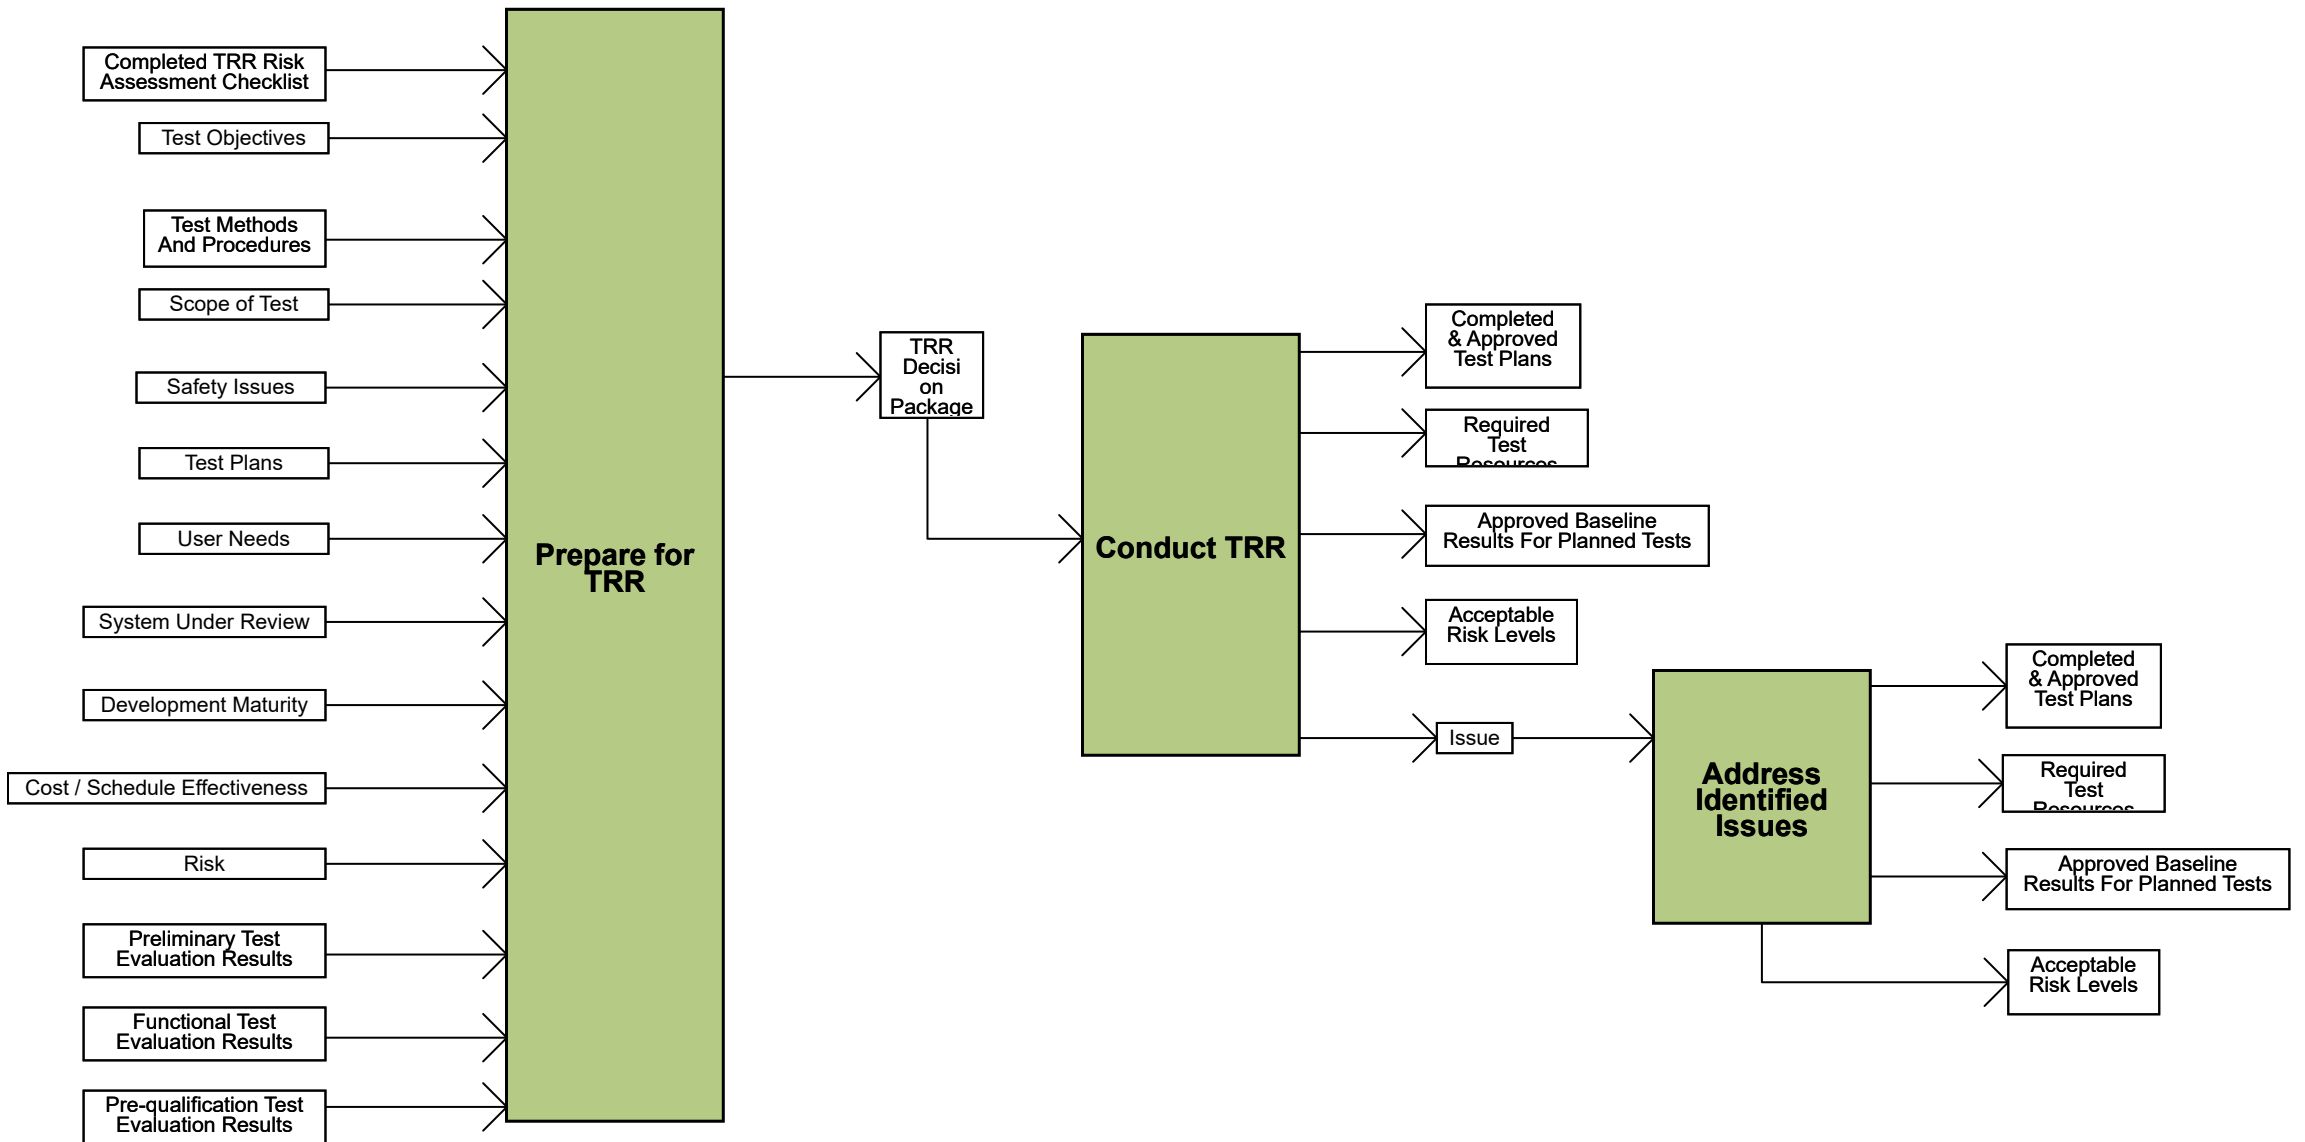 Completed TRR Risk
Assessment Checklist
Test Objectives
Test Methods
And Procedures
Scope of Test
Safety Issues
Test Plans
User Needs
System Under Review
Development Maturity
Cost / Schedule Effectiveness
Risk
Preliminary Test
Evaluation Results
Functional Test
Evaluation Results
Pre-qualification Test
Evaluation Results
Prepare for
TRR
TRR
Decisi
on
Package
Conduct TRR
Completed
& Approved
Test Plans
Required
Test
Resources
Approved Baseline
Results For Planned Tests
Acceptable
Risk Levels
Issue
Address
Identified
Issues
Completed
& Approved
Test Plans
Required
Test
Resources
Approved Baseline
Results For Planned Tests
Acceptable
Risk Levels